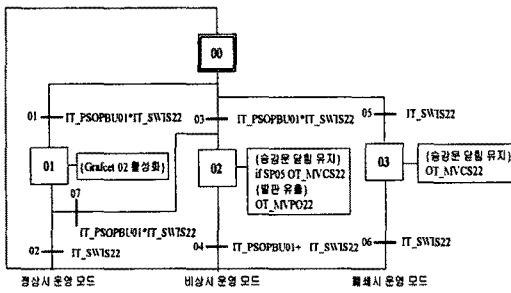 00
01 IT_PSOPBU01*IT_SWIS22
03 IT_PSOPBU01*IT_SWIS22
05 IT_SWIS22
01
{Grafcet 02 활성화}
02
{승강문 닫힘 유지}
if SP05 OT_MVCS22
{발판 유출}
OT_MVPO22
03
{승강문 닫힘 유지}
OT_MVCS22
07
IT_PSOPBU01*IT_SWIS22
02 IT_SWIS22
04 IT_PSOPBU01+ IT_SWIS22
06 IT_SWIS22
정상시 운영 모드
비상시 운영 모드
폐쇄시 운영 모드